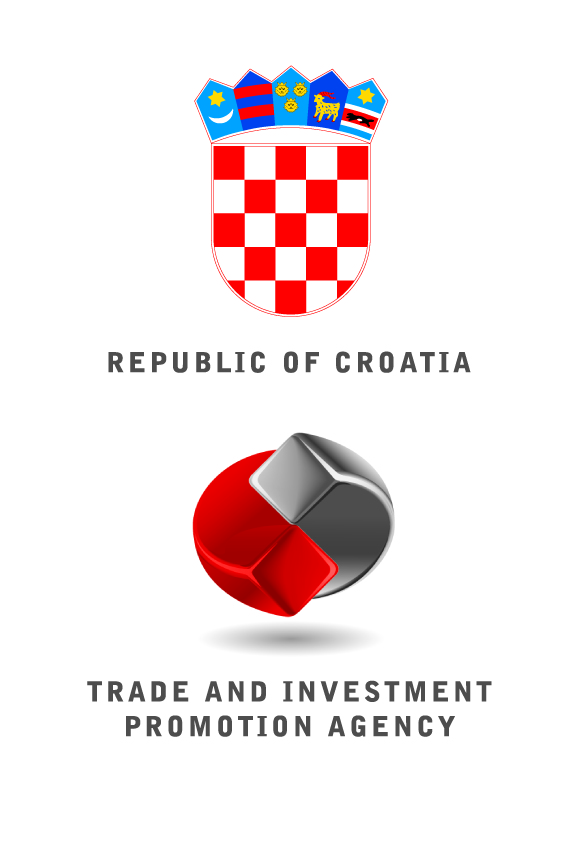 REPUBLIC OF CROATIA
TRADE AND INVESTMENT
PROMOTION AGENCY